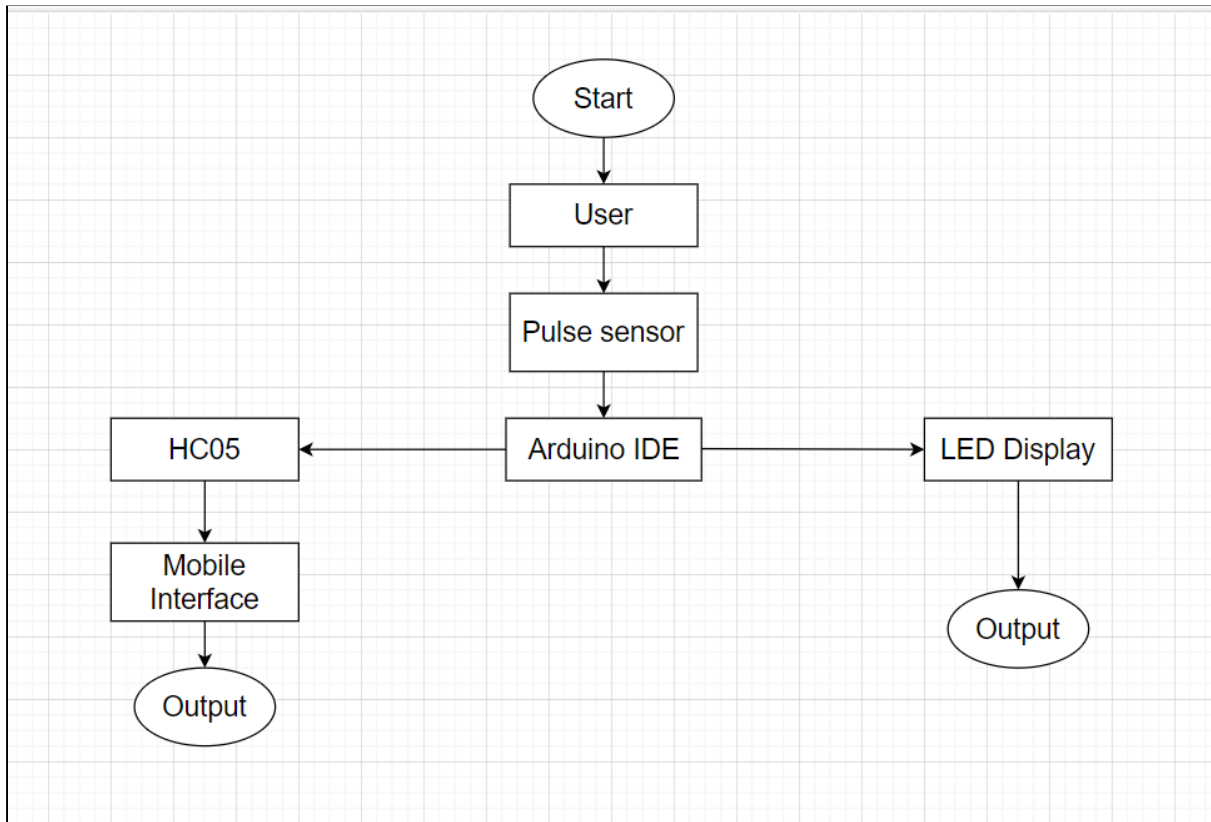 Start
User
Pulse sensor
HC05
Arduino IDE
LED Display
Mobile
Interface
Output
Output